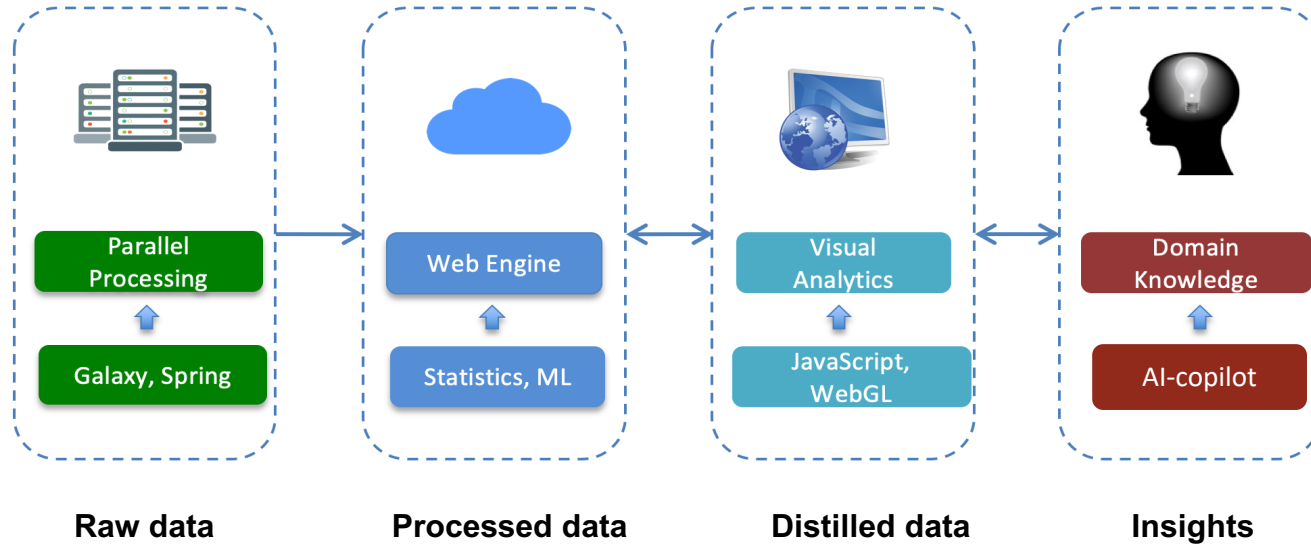 Parallel
Processing
Galaxy, Spring
Raw data
Web Engine
Statistics, ML
Processed data
Visual
Analytics
JavaScript,
WebGL
Distilled data
Domain
Knowledge
AI-copilot
Insights